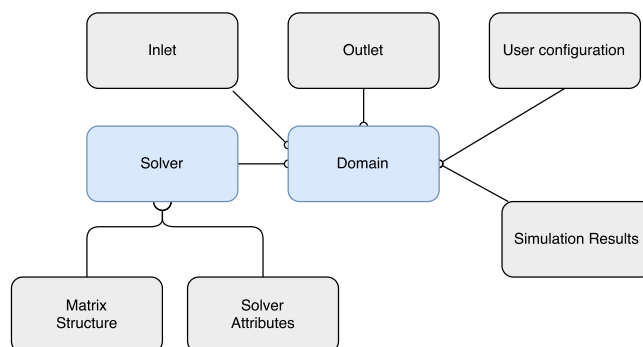 Inlet
Outlet
User configuration
Solver
Domain
Simulation Results
Matrix
Structure
Solver
Attributes